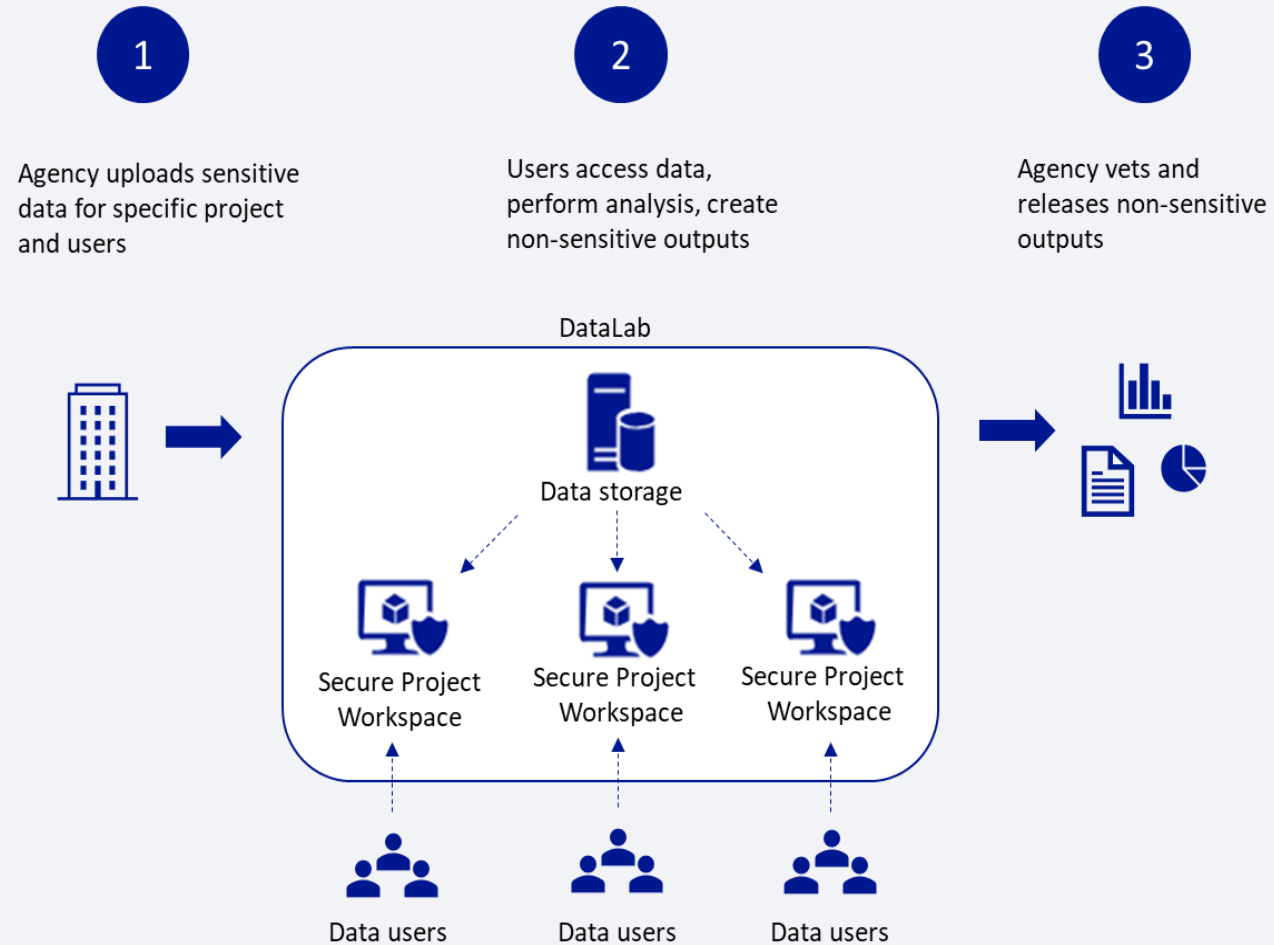 1
2
3
Agency uploads sensitive
data for specific project
and users
Users access data,
perform analysis, create
non-sensitive outputs
Agency vets and
releases non-sensitive
outputs
DataLab
Data storage
Secure Project
Workspace
Secure Project
Workspace
Secure Project
Workspace
Data users
Data users
Data users